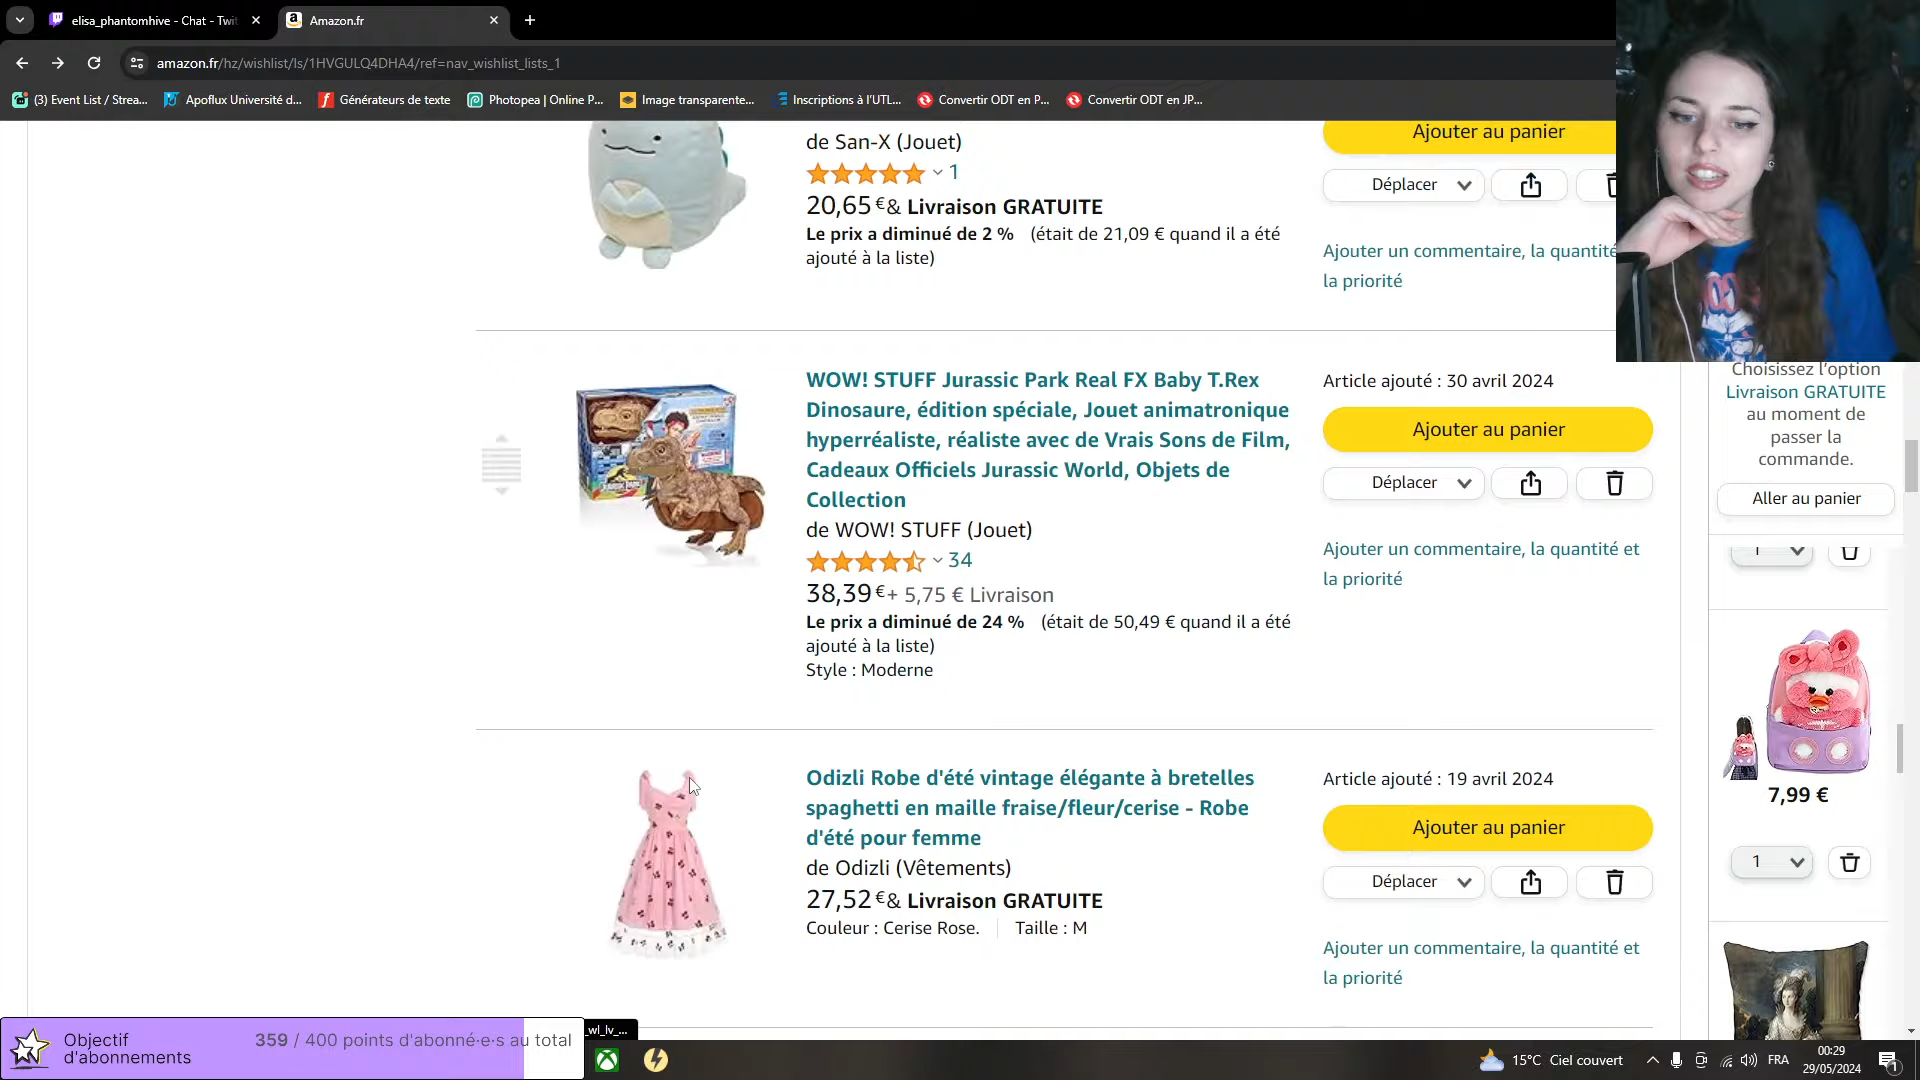 elisa_phantomhive - Chat - Twit
Amazon.fr
amazon.fr/hz/wishlist/ls/1HVGULQ4DHA4/ref=nav_wishlist_lists_1
(3) Event List / Strea...
Apoflux Université d...
Générateurs de texte
Photopea | Online P...
Image transparente...
Inscriptions à l'UTL...
Convertir ODT en P...
Convertir ODT en JP...
de San-X (Jouet)
1
20,65 € & Livraison GRATUITE
Le prix a diminué de 2 % (était de 21,09 € quand il a été
ajouté à la liste)
Ajouter au panier
Déplacer
Ajouter un commentaire, la quantité
la priorité
WOW! STUFF Jurassic Park Real FX Baby T.Rex
Dinosaure, édition spéciale, Jouet animatronique
hyperréaliste, réaliste avec de Vrais Sons de Film,
Cadeaux Officiels Jurassic World, Objets de
Collection
de WOW! STUFF (Jouet)
34
38,39 € + 5,75 € Livraison
Le prix a diminué de 24 % (était de 50,49 € quand il a été
ajouté à la liste)
Style : Moderne
Article ajouté : 30 avril 2024
Ajouter au panier
Déplacer
Ajouter un commentaire, la quantité et
la priorité
Odizli Robe d'été vintage élégante à bretelles
spaghetti en maille fraise/fleur/cerise - Robe
d'été pour femme
de Odizli (Vêtements)
27,52 € & Livraison GRATUITE
Couleur : Cerise Rose. Taille : M
Article ajouté : 19 avril 2024
Ajouter au panier
Déplacer
Ajouter un commentaire, la quantité et
la priorité
Choisissez l'option
Livraison GRATUITE
au moment de
passer la
commande.
Aller au panier
1
7,99 €
1
Objectif
d'abonnements
359 / 400 points d'abonné·e·s au total
_wl_lv_...
15°C Ciel couvert
FRA
00:29
29/05/2024
1